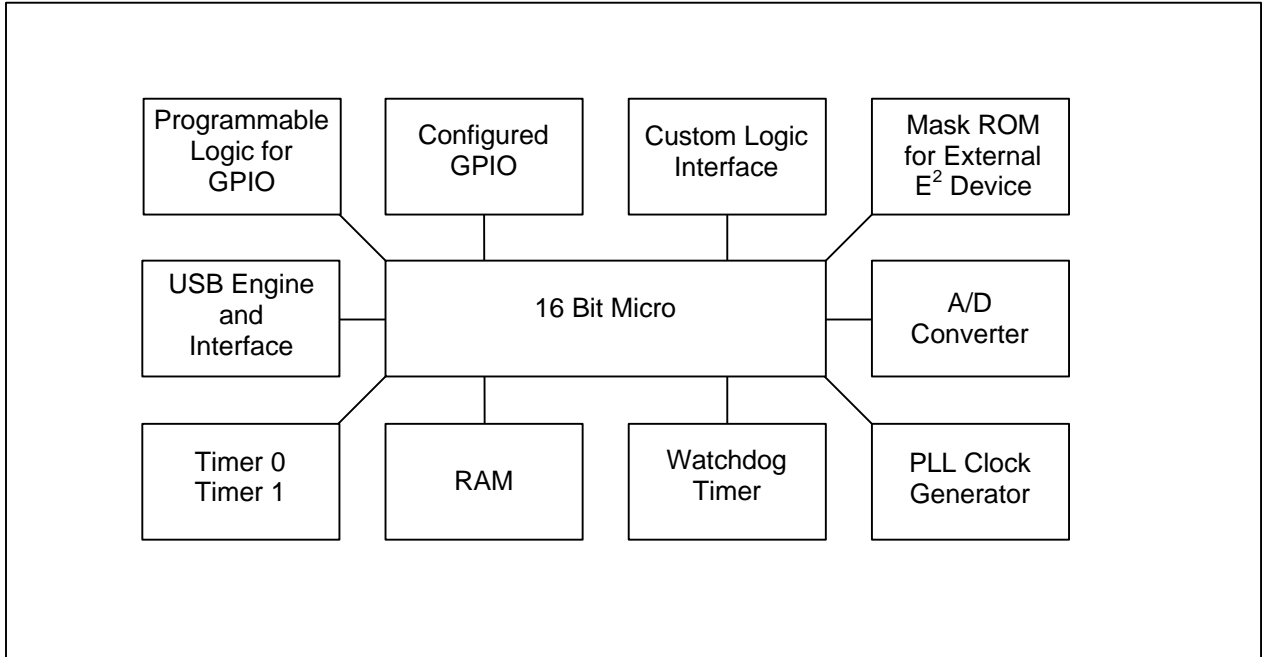 Programmable
Logic for
GPIO
Configured
GPIO
Custom Logic
Interface
Mask ROM
for External
E² Device
USB Engine
and
Interface
16 Bit Micro
A/D
Converter
Timer 0
Timer 1
RAM
Watchdog
Timer
PLL Clock
Generator